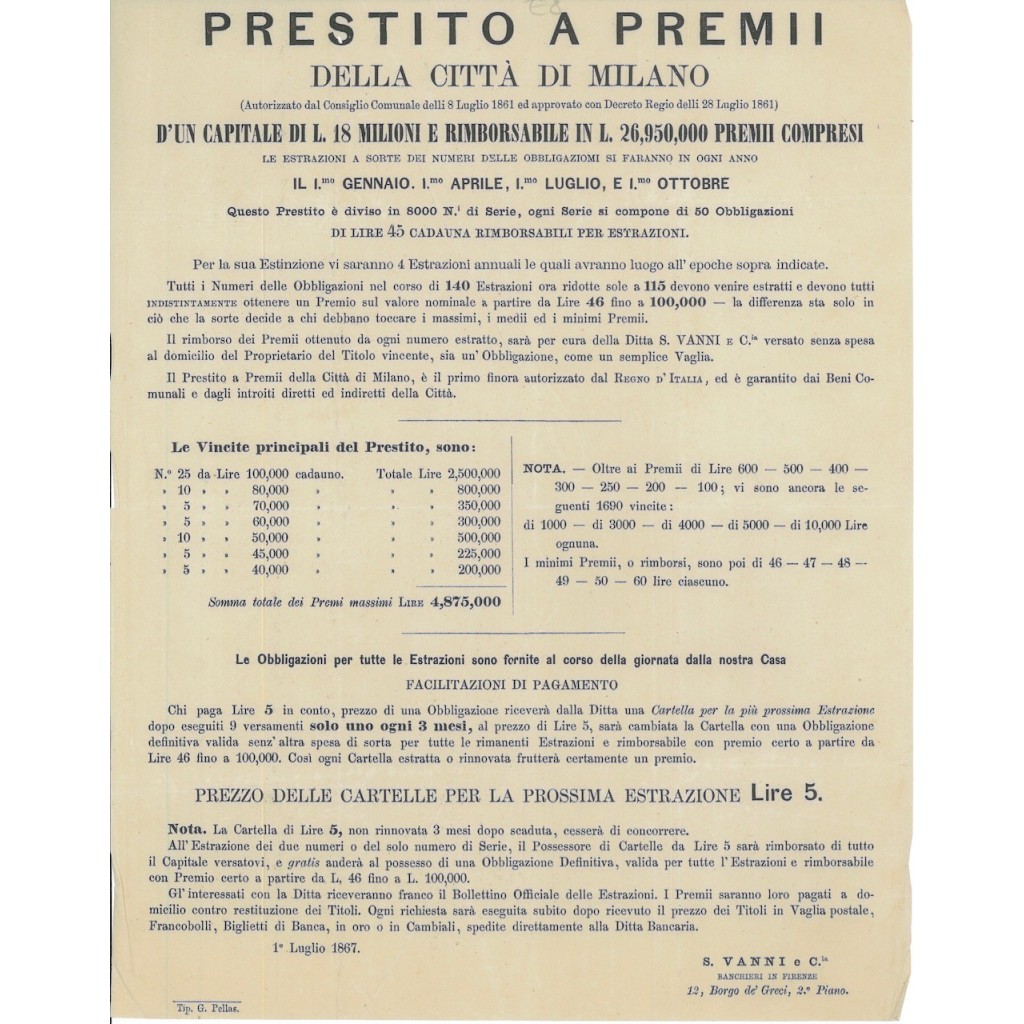 PRESTITO A PREMII
DELLA CITTÀ DI MILANO
(Autorizzato dal Consiglio Comunale delli 8 Luglio 1861 ed approvato con Decreto Regio delli 28 Luglio 1861)
D'UN CAPITALE DI L. 18 MILIONI E RIMBORSABILE IN L. 26,950,000 PREMII COMPRESI
LE ESTRAZIONI A SORTE DEI NUMERI DELLE OBBLIGAZIOMI SI FARANNO IN OGNI ANNO
IL I.mo GENNAIO. I.mo APRILE, I.mo LUGLIO, E I.mo OTTOBRE
Questo Prestito è diviso in 8000 N.i di Serie, ogni Serie si compone di 50 Obbligazioni
DI LIRE 45 CADAUNA RIMBORSABILI PER ESTRAZIONI.
Per la sua Estinzione vi saranno 4 Estrazioni annuali le quali avranno luogo all' epoche sopra indicate.
Tutti i Numeri delle Obbligazioni nel corso di 140 Estrazioni ora ridotte sole a 115 devono venire estratti e devono tutti
INDISTINTAMENTE ottenere un Premio sul valore nominale a partire da Lire 46 fino a 100,000 — la differenza sta solo in
ciò che la sorte decide a chi debbano toccare i massimi, i medii ed i minimi Premii.
Il rimborso dei Premii ottenuto da ogni numero estratto, sarà per cura della Ditta S. VANNI E C.ia versato senza spesa
al domicilio del Proprietario del Titolo vincente, sia un' Obbligazione, come un semplice Vaglia.
Il Prestito a Premii della Città di Milano, è il primo finora autorizzato dal REGNO D' ITALIA, ed è garantito dai Beni Co-
munali e dagli introiti diretti ed indiretti della Città.
Le Vincite principali del Prestito, sono:
N.o 25 da Lire 100,000 cadauno. Totale Lire 2,500,000
» 10 » » 80,000 » » » 800,000
» 5 » » 70,000 » » » 350,000
» 5 » » 60,000 » » » 300,000
» 10 » » 50,000 » » » 500,000
» 5 » » 45,000 » » » 225,000
» 5 » » 40,000 » » » 200,000
Somma totale dei Premi massimi LIRE 4,875,000
NOTA. — Oltre ai Premii di Lire 600 — 500 — 400 —
300 — 250 — 200 — 100; vi sono ancora le se-
guenti 1690 vincite:
di 1000 — di 3000 — di 4000 — di 5000 — di 10,000 Lire
ognuna.
I minimi Premii, o rimborsi, sono poi di 46 — 47 — 48 —
49 — 50 — 60 lire ciascuno.
Le Obbligazioni per tutte le Estrazioni sono fornite al corso della giornata dalla nostra Casa
FACILITAZIONI DI PAGAMENTO
Chi paga Lire 5 in conto, prezzo di una Obbligazione riceverà dalla Ditta una Cartella per la più prossima Estrazione
dopo eseguiti 9 versamenti solo uno ogni 3 mesi, al prezzo di Lire 5, sarà cambiata la Cartella con una Obbligazione
definitiva valida senz' altra spesa di sorta per tutte le rimanenti Estrazioni e rimborsabile con premio certo a partire da
Lire 46 fino a 100,000. Così ogni Cartella estratta o rinnovata frutterà certamente un premio.
PREZZO DELLE CARTELLE PER LA PROSSIMA ESTRAZIONE Lire 5.
Nota. La Cartella di Lire 5, non rinnovata 3 mesi dopo scaduta, cesserà di concorrere.
All' Estrazione dei due numeri o del solo numero di Serie, il Possessore di Cartelle da Lire 5 sarà rimborsato di tutto
il Capitale versatovi, e gratis anderà al possesso di una Obbligazione Definitiva, valida per tutte l' Estrazioni e rimborsabile
con Premio certo a partire da L. 46 fino a L. 100,000.
Gl' interessati con la Ditta riceveranno franco il Bollettino Officiale delle Estrazioni. I Premii saranno loro pagati a do-
micilio contro restituzione dei Titoli. Ogni richiesta sarà eseguita subito dopo ricevuto il prezzo dei Titoli in Vaglia postale,
Francobolli, Biglietti di Banca, in oro o in Cambiali, spedite direttamente alla Ditta Bancaria.
1o Luglio 1867.
S. VANNI e C.ia
BANCHIERI IN FIRENZE
12, Borgo de' Greci, 2.o Piano.
Tip. G. Pellas.